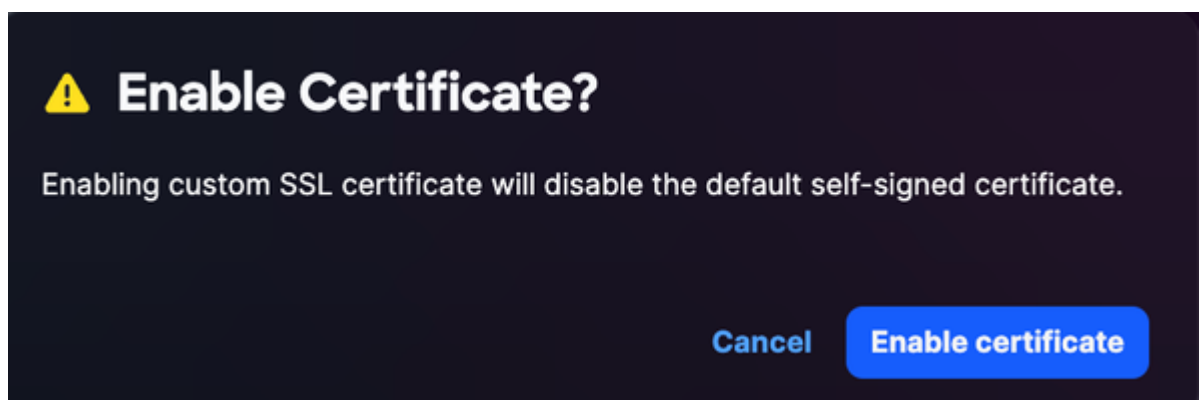 Enable Certificate?
Enabling custom SSL certificate will disable the default self-signed certificate.
Cancel
Enable certificate